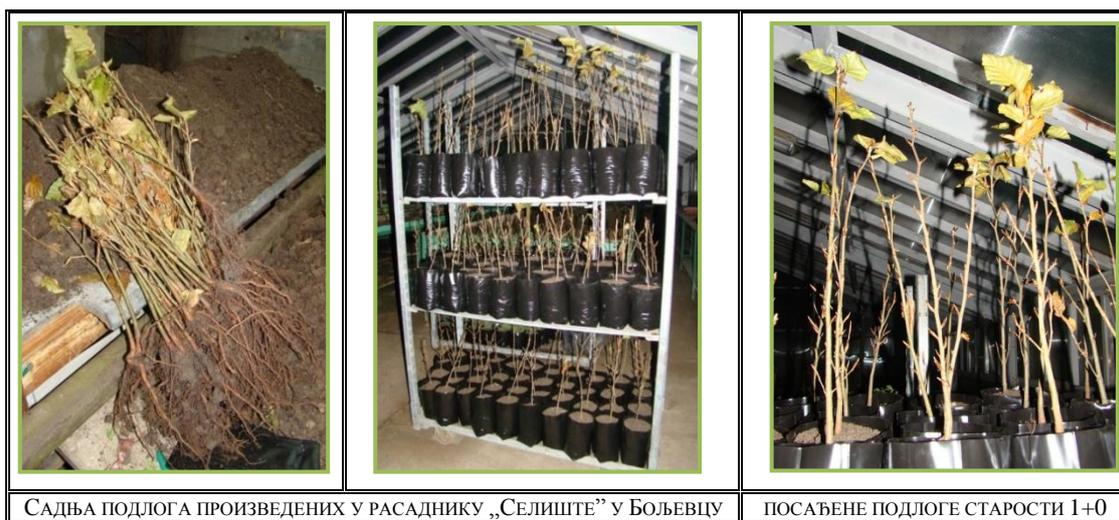 САДЊА ПОДЛОГА ПРОИЗВЕДЕНИХ У РАСАДНИКУ „СЕЛИШТЕ” У БОЉЕВЦУ
ПОСАЂЕНЕ ПОДЛОГЕ СТАРОСТИ 1+0